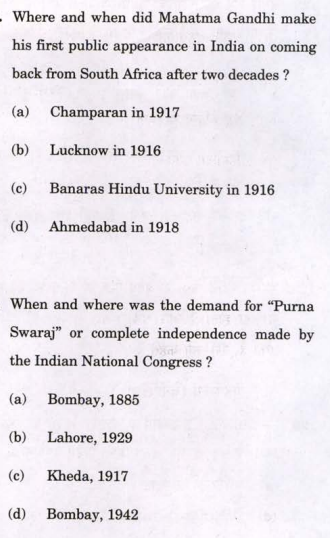 . Where and when did Mahatma Gandhi make
his first public appearance in India on coming
back from South Africa after two decades ?
(a) Champaran in 1917
(b) Lucknow in 1916
(c) Banaras Hindu University in 1916
(d) Ahmedabad in 1918
When and where was the demand for “Purna
Swaraj” or complete independence made by
the Indian National Congress ?
(a) Bombay, 1885
(b) Lahore, 1929
(c) Kheda, 1917
(d) Bombay, 1942